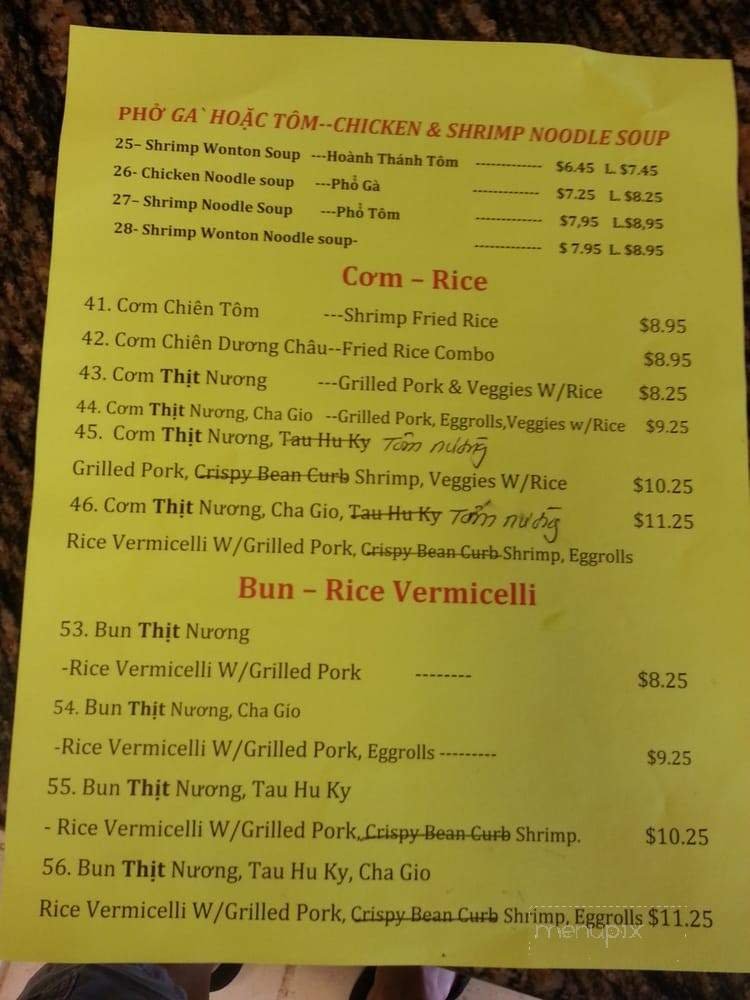 PHỞ GA` HOẶC TÔM--CHICKEN & SHRIMP NOODLE SOUP
25– Shrimp Wonton Soup ---Hoành Thánh Tôm ------------- $6.45 L. $7.45
26- Chicken Noodle soup ---Phổ Gà ------------- $7.25 L. $8.25
27– Shrimp Noodle Soup ---Phổ Tôm ------------- $7,95 L.$8,95
28- Shrimp Wonton Noodle soup- ------------- $ 7.95 L. $8.95
Cơm – Rice
41. Cơm Chiên Tôm ---Shrimp Fried Rice $8.95
42. Cơm Chiên Dương Châu--Fried Rice Combo $8.95
43. Cơm Thịt Nương ---Grilled Pork & Veggies W/Rice $8.25
44. Cơm Thịt Nương, Cha Gio --Grilled Pork, Eggrolls,Veggies w/Rice $9.25
45. Cơm Thịt Nương, Tau Hu Ky Tôm nướng
Grilled Pork, Crispy Bean Curb Shrimp, Veggies W/Rice $10.25
46. Cơm Thịt Nương, Cha Gio, Tau Hu Ky Tôm nướng $11.25
Rice Vermicelli W/Grilled Pork, Crispy Bean Curb Shrimp, Eggrolls
Bun – Rice Vermicelli
53. Bun Thịt Nương
-Rice Vermicelli W/Grilled Pork -------- $8.25
54. Bun Thịt Nương, Cha Gio
-Rice Vermicelli W/Grilled Pork, Eggrolls --------- $9.25
55. Bun Thịt Nương, Tau Hu Ky
- Rice Vermicelli W/Grilled Pork, Crispy Bean Curb Shrimp. $10.25
56. Bun Thịt Nương, Tau Hu Ky, Cha Gio
Rice Vermicelli W/Grilled Pork, Crispy Bean Curb Shrimp, Eggrolls $11.25
menupix